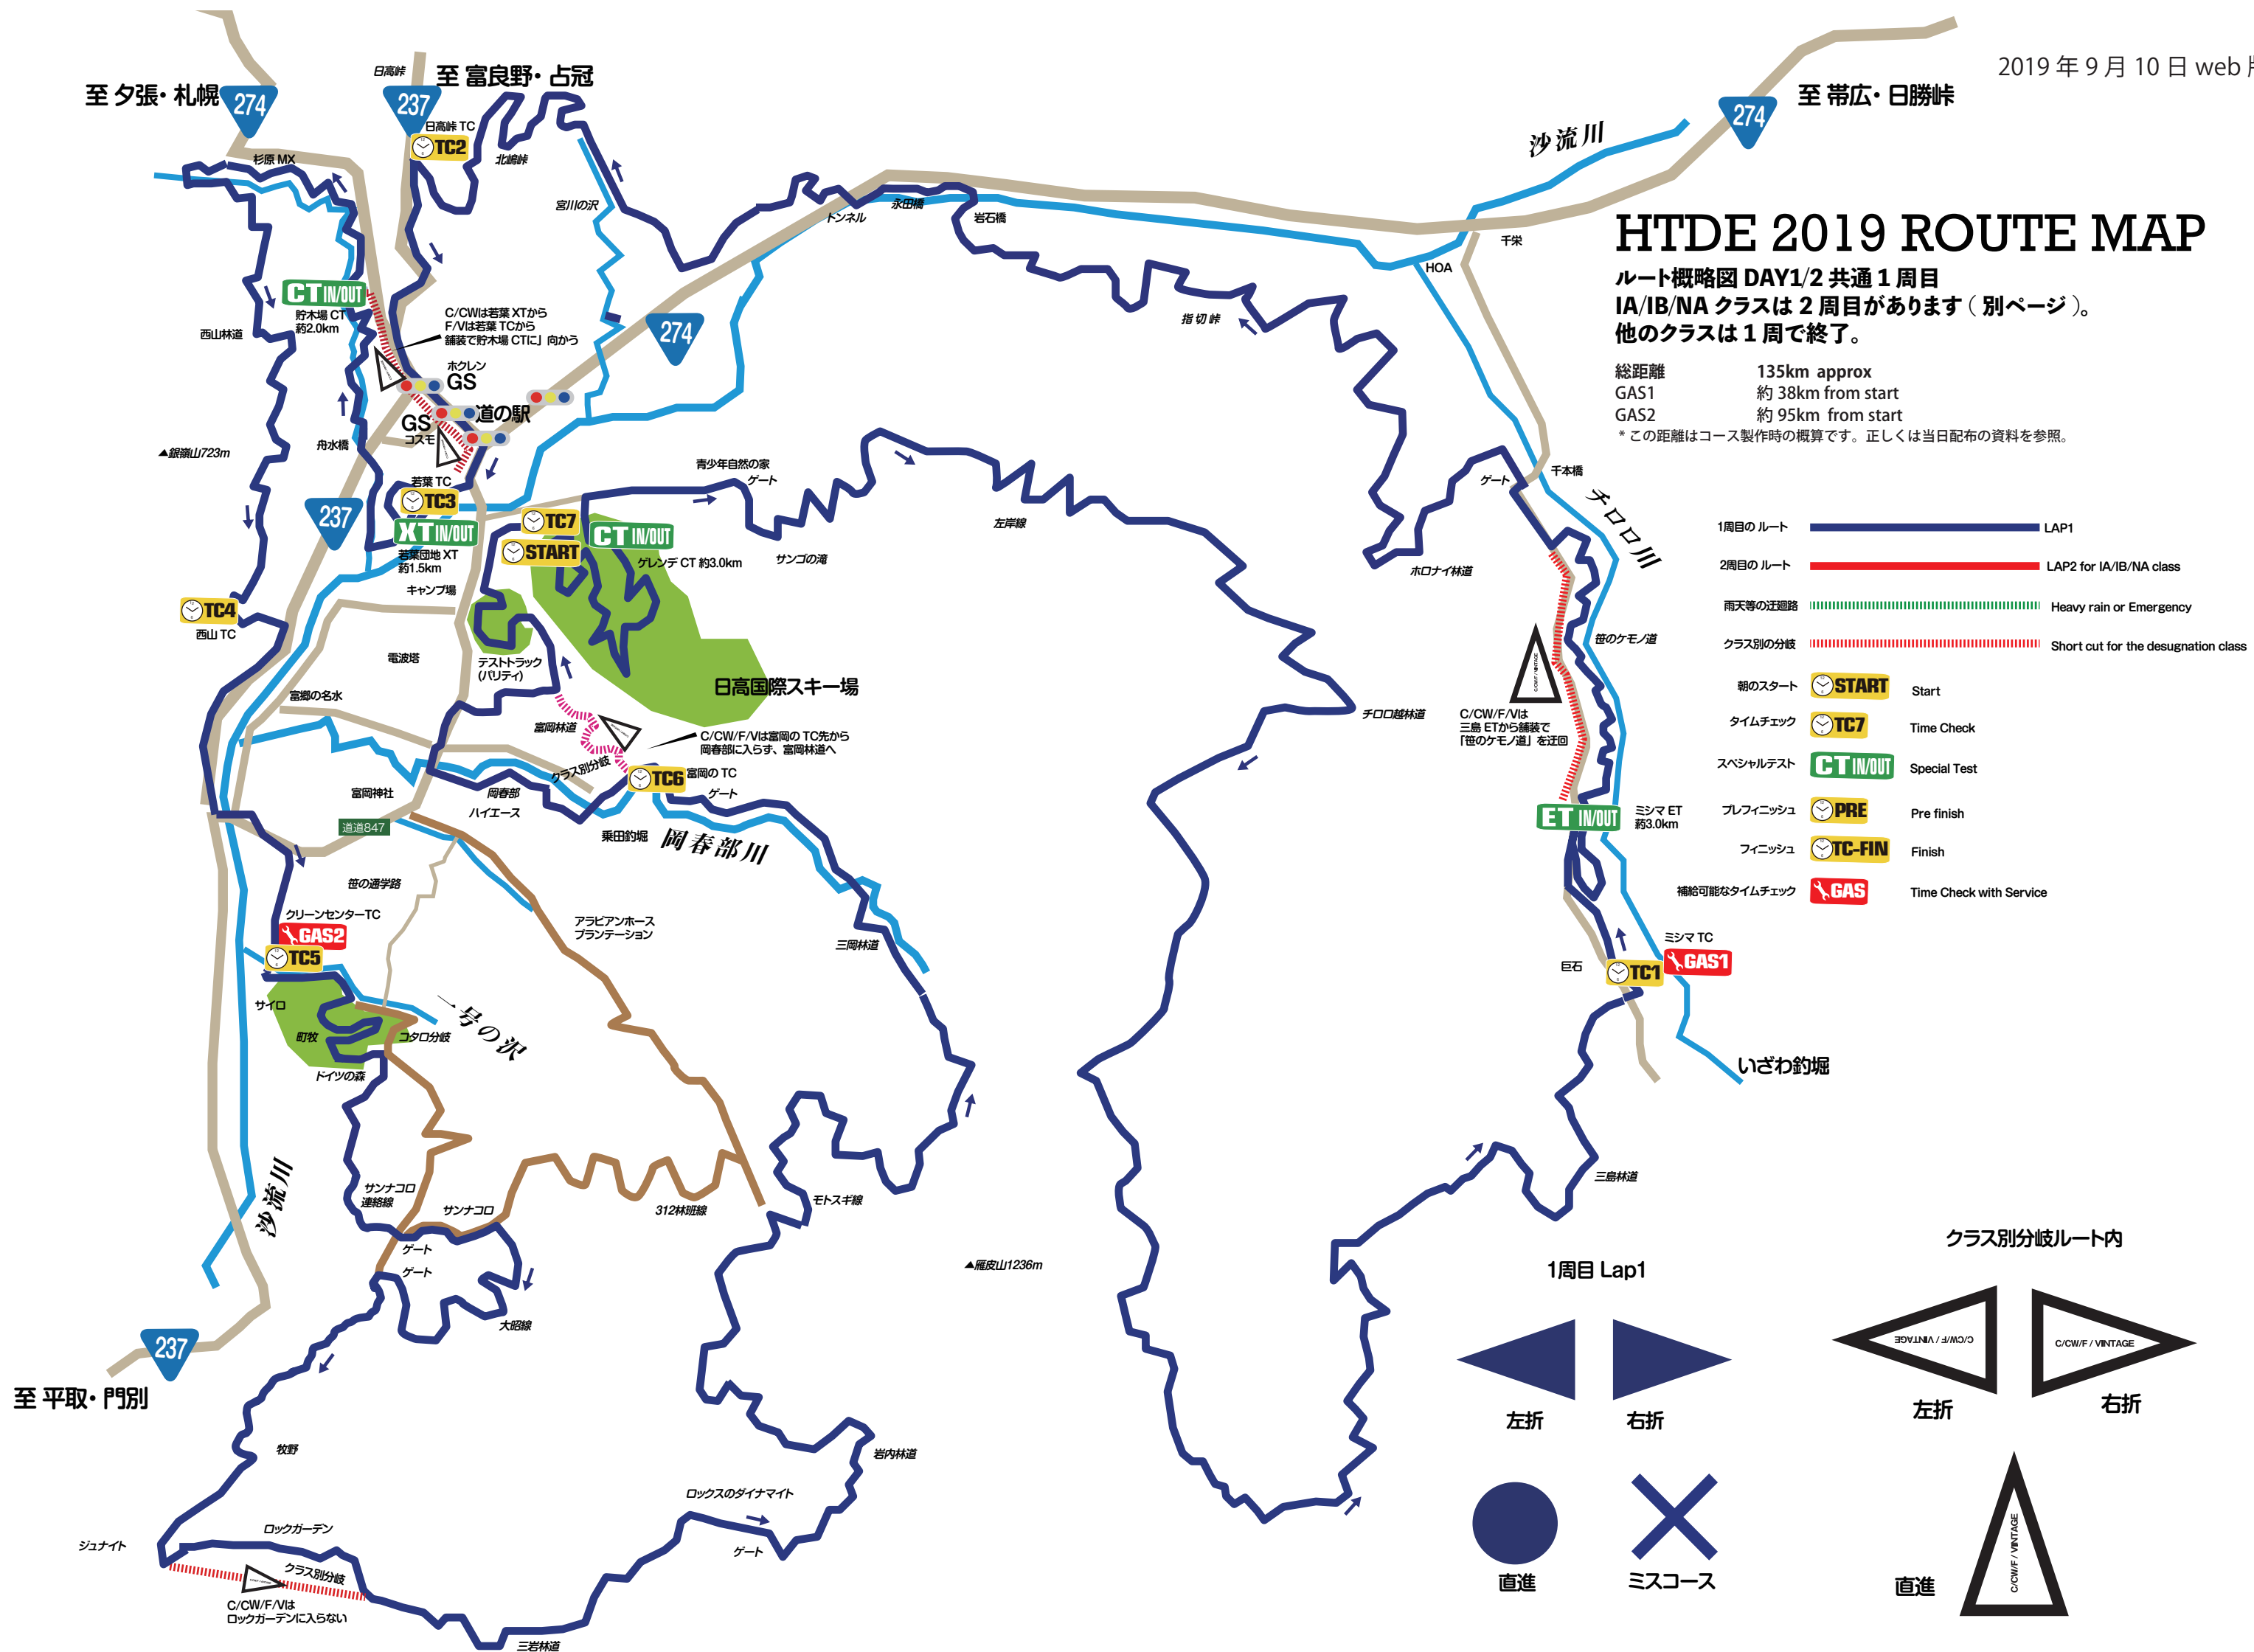 2019 年 9 月 10 日 web
至 夕張・札幌
274
日高峠
237
至 富良野・占冠
日高峠 TC
TC2
北嶋峠
杉原 MX
宮川の沢
トンネル
永田橋
岩石橋
沙流川
274
至 帯広・日勝峠
千栄
HOA
HTDE 2019 ROUTE MAP
ルート概略図 DAY1/2 共通 1 周目
IA/IB/NA クラスは 2 周目があります ( 別ページ )。
他のクラスは 1 周で終了。
総距離 135km approx
GAS1 約 38km from start
GAS2 約 95km from start
* この距離はコース製作時の概算です。正しくは当日配布の資料を参照。
CT IN/OUT
貯木場 CT
約2.0km
西山林道
C/CWは若葉 XTから
F/Vは若葉 TCから
舗装で貯木場 CTに」向かう
ホクレン
GS
道の駅
GS
コスモ
274
指切峠
▲銀嶺山723m
舟水橋
若葉 TC
TC3
XT IN/OUT
若葉団地 XT
約1.5km
237
キャンプ場
青少年自然の家
ゲート
TC7
START
CT IN/OUT
ゲレンデ CT 約3.0km
サンゴの滝
左岸線
ゲート
千本橋
チロロ川
ホロナイ林道
1周目の ルート LAP1
2周目の ルート LAP2 for IA/IB/NA class
雨天等の迂廻路 Heavy rain or Emergency
クラス別の分岐 Short cut for the desugnation class
朝のスタート START Start
タイムチェック TC7 Time Check
スペシャルテスト CT IN/OUT Special Test
プレフィニッシュ PRE Pre finish
フィニッシュ TC-FIN Finish
補給可能なタイムチェック GAS Time Check with Service
TC4
西山 TC
電波塔
テストトラック
(パリティ)
日高国際スキー場
富郷の名水
富岡林道
C/CW/F/Vは富岡の TC先から
岡春部に入らず、富岡林道へ
クラス別分岐
TC6
富岡の TC
ゲート
チロロ越林道
笹のケモノ道
C/CW/F / VINTAGE
C/CW/F/Vは
三島 ETから舗装で
「笹のケモノ道」を迂回
富岡神社
岡春部
ハイエース
乗田釣堀
岡春部川
道道847
ET IN/OUT
ミシマ ET
約3.0km
笹の通学路
クリーンセンターTC
GAS2
TC5
アラビアンホース
プランテーション
三岡林道
ミシマ TC
GAS1
TC1
巨石
サイロ
町牧
コタロ分岐
一号の沢
ドイツの森
いざわ釣堀
沙流川
サンナコロ
連絡線
サンナコロ
312林班線
モトスギ線
三島林道
ゲート
ゲート
大昭線
▲雁皮山1236m
237
至 平取・門別
1周目 Lap1
クラス別分岐ルート内
C/CW/F / VIINTAGE
C/CW/F / VIINTAGE
左折
右折
左折
右折
牧野
岩内林道
ロックスのダイナマイト
ゲート
ジュナイト
ロックガーデン
クラス別分岐
C/CW/F/Vは
ロックガーデンに入らない
三岩林道
直進
ミスコース
直進
C/CW/F / VIINTAGE